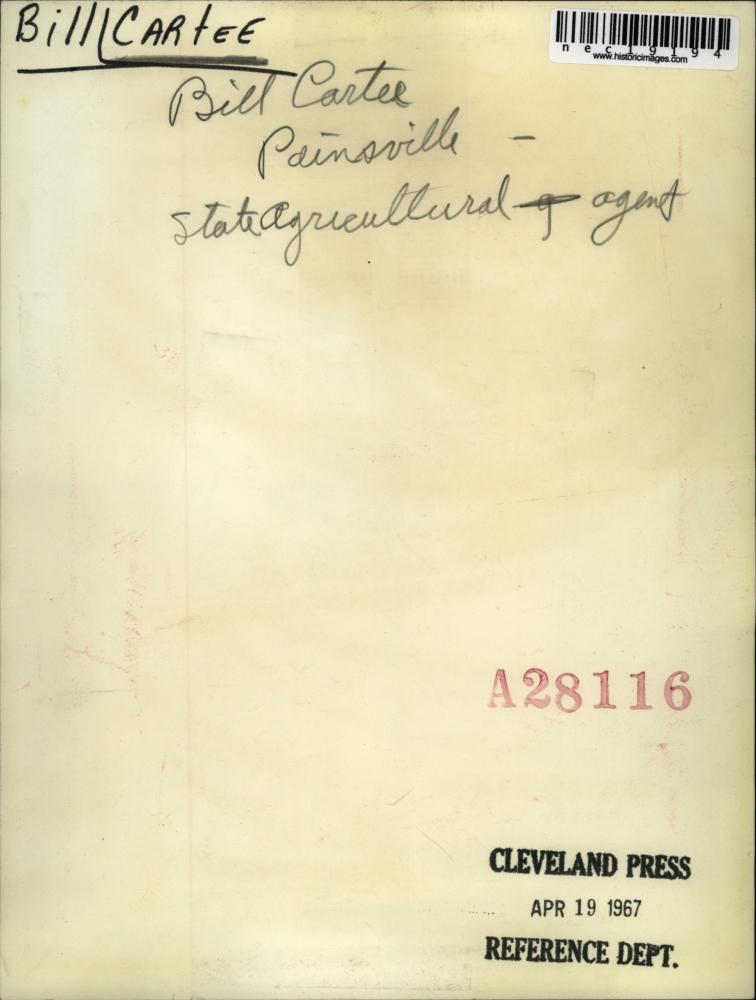 Bill CARTEE
nec19194
www.historicimages.com
Bill Cartee
Painsville -
State Agricultural agent
A28116
CLEVELAND PRESS
APR 19 1967
REFERENCE DEPT.